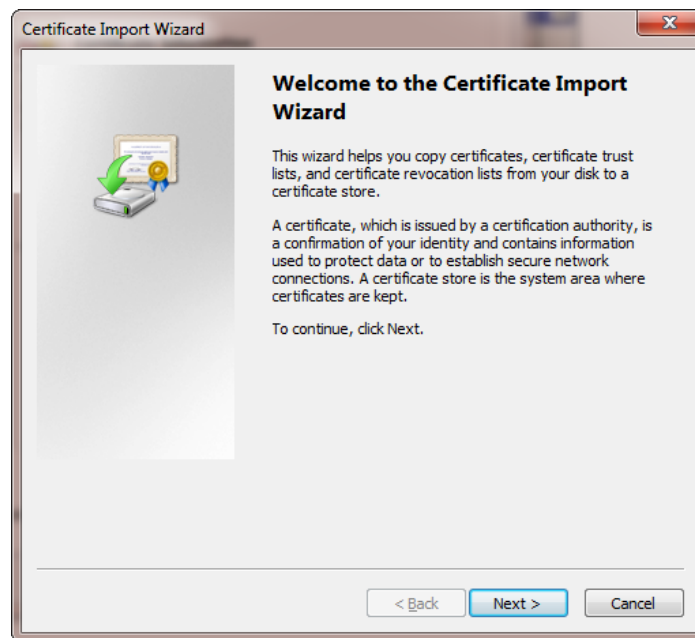 Certificate Import Wizard
Welcome to the Certificate Import
Wizard
This wizard helps you copy certificates, certificate trust
lists, and certificate revocation lists from your disk to a
certificate store.
A certificate, which is issued by a certification authority, is
a confirmation of your identity and contains information
used to protect data or to establish secure network
connections. A certificate store is the system area where
certificates are kept.
To continue, click Next.
< Back Next > Cancel